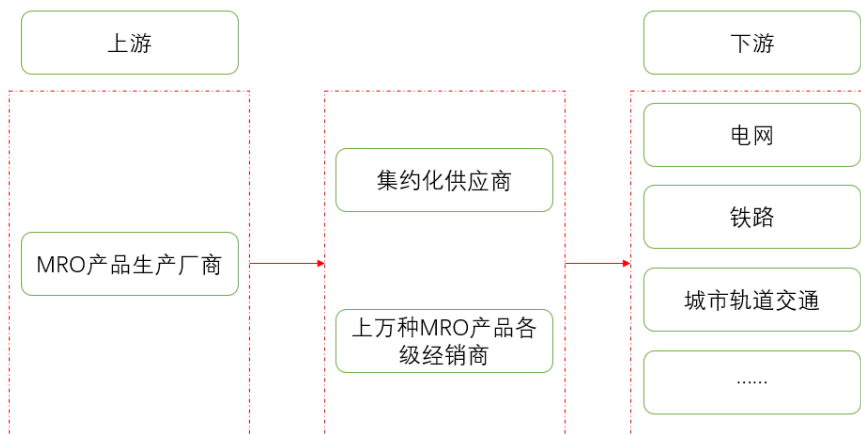 上游
下游
MRO产品生产厂商
集约化供应商
上万种MRO产品各
级经销商
电网
铁路
城市轨道交通
……